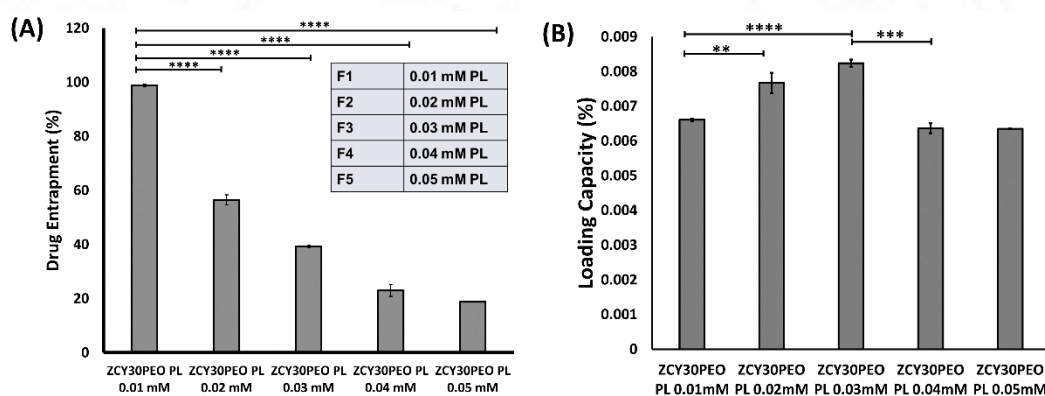 (A)
Drug Entrapment (%)
120
100
80
60
40
20
0
****
****
****
****
F1 0.01 mM PL
F2 0.02 mM PL
F3 0.03 mM PL
F4 0.04 mM PL
F5 0.05 mM PL
ZCY30PEO PL ZCY30PEO PL ZCY30PEO PL ZCY30PEO PL ZCY30PEO PL
0.01 mM 0.02 mM 0.03 mM 0.04 mM 0.05 mM
(B)
Loading Capacity (%)
0.009
0.008
0.007
0.006
0.005
0.004
0.003
0.002
0.001
0
****
***
**
ZCY30PEO ZCY30PEO ZCY30PEO ZCY30PEO ZCY30PEO
PL 0.01mM PL 0.02mM PL 0.03mM PL 0.04mM PL 0.05mM